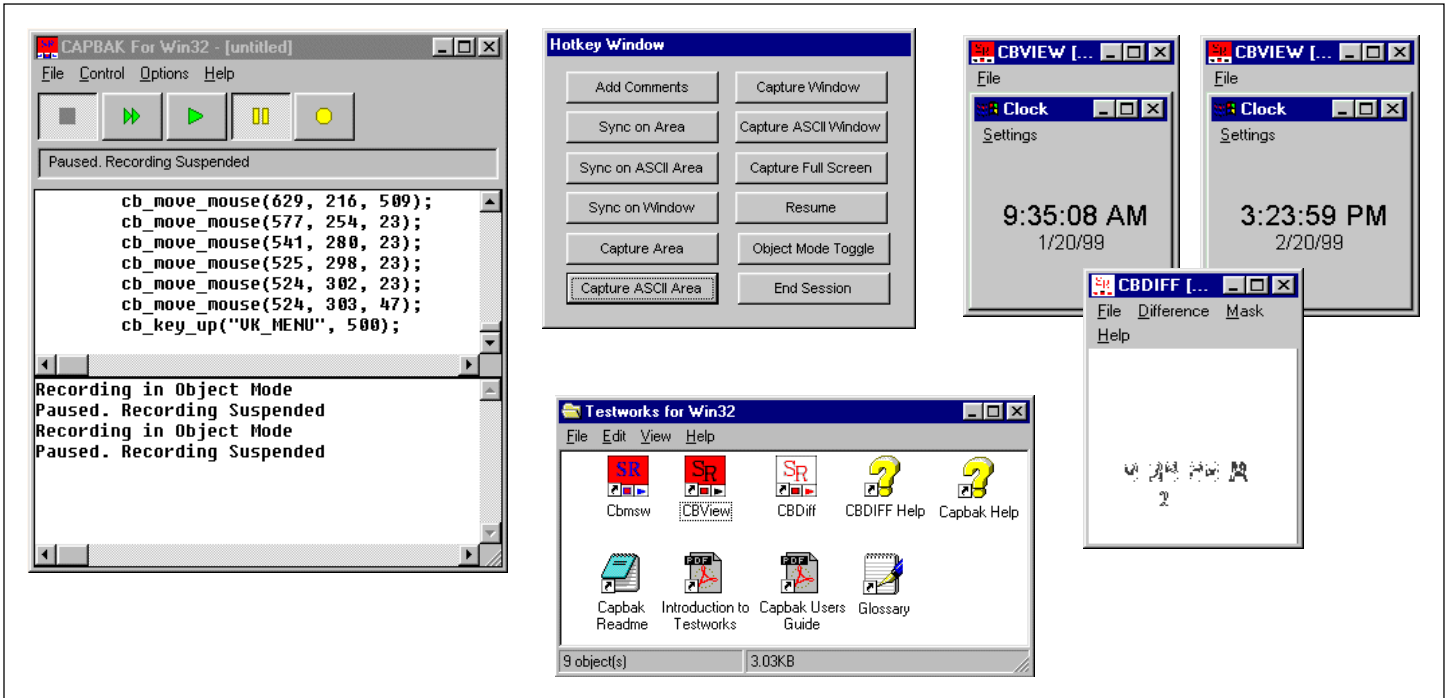 CAPBAK For Win32 - [untitled]
File Control Options Help
Paused. Recording Suspended
cb_move_mouse(629, 216, 509);
cb_move_mouse(577, 254, 23);
cb_move_mouse(541, 280, 23);
cb_move_mouse(525, 298, 23);
cb_move_mouse(524, 302, 23);
cb_move_mouse(524, 303, 47);
cb_key_up("VK_MENU", 500);
Recording in Object Mode
Paused. Recording Suspended
Recording in Object Mode
Paused. Recording Suspended
Hotkey Window
Add Comments Capture Window
Sync on Area Capture ASCII Window
Sync on ASCII Area Capture Full Screen
Sync on Window Resume
Capture Area Object Mode Toggle
Capture ASCII Area End Session
CBVIEW [...
File
Clock
Settings
9:35:08 AM
1/20/99
CBVIEW [...
File
Clock
Settings
3:23:59 PM
2/20/99
CBDIFF [...
File Difference Mask
Help
Testworks for Win32
File Edit View Help
SR SR SR
Cbmsw CBView CBDiff CBDIFF Help Capbak Help
PDF PDF
Capbak Readme
Introduction to Testworks
Capbak Users Guide
Glossary
9 object(s) 3.03KB